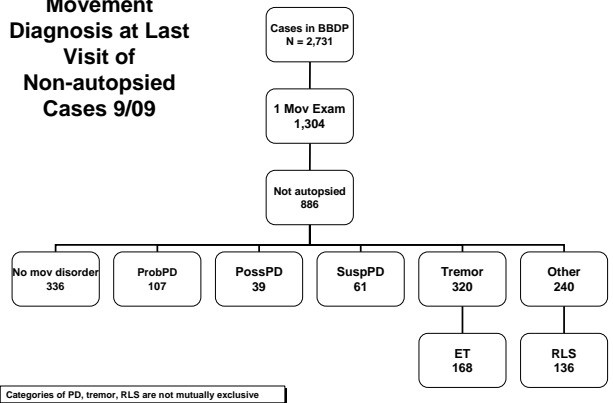 Movement
Diagnosis at Last
Visit of
Non-autopsied
Cases 9/09
Cases in BBDP
N = 2,731
1 Mov Exam
1,304
Not autopsied
886
No mov disorder
336
ProbPD
107
PossPD
39
SuspPD
61
Tremor
320
Other
240
ET
168
RLS
136
Categories of PD, tremor, RLS are not mutually exclusive